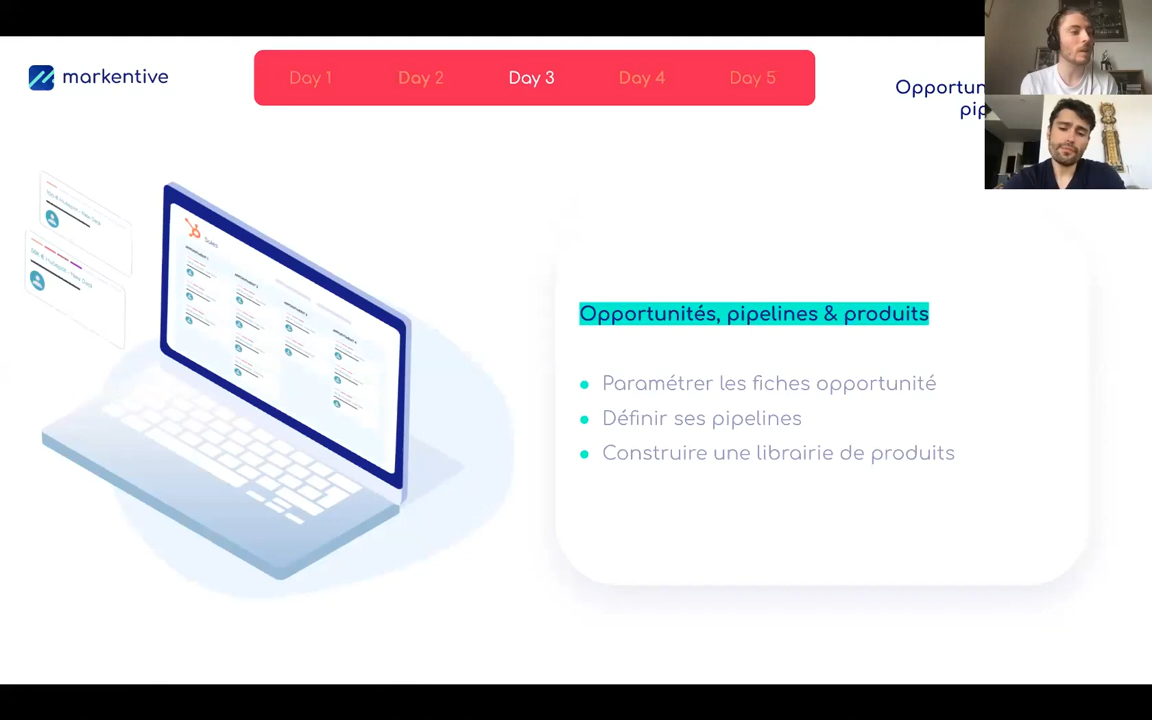 markentive
Day 1 Day 2 Day 3 Day 4 Day 5
Opportun
pip
Sales
Opportunités, pipelines & produits
Paramétrer les fiches opportunité
Définir ses pipelines
Construire une librairie de produits